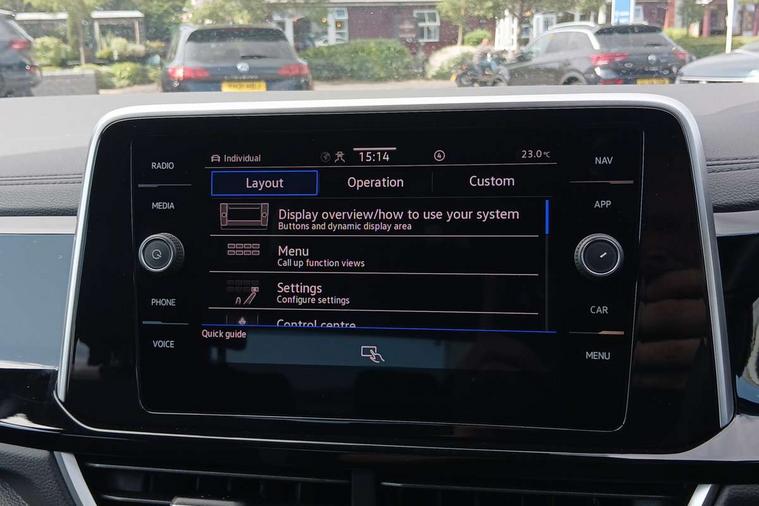 Individual
15:14
4
23.0°C
RADIO
MEDIA
PHONE
VOICE
Layout
Operation
Custom
Display overview/how to use your system
Buttons and dynamic display area
Menu
Call up function views
Settings
Configure settings
Control centre
Quick guide
NAV
APP
CAR
MENU